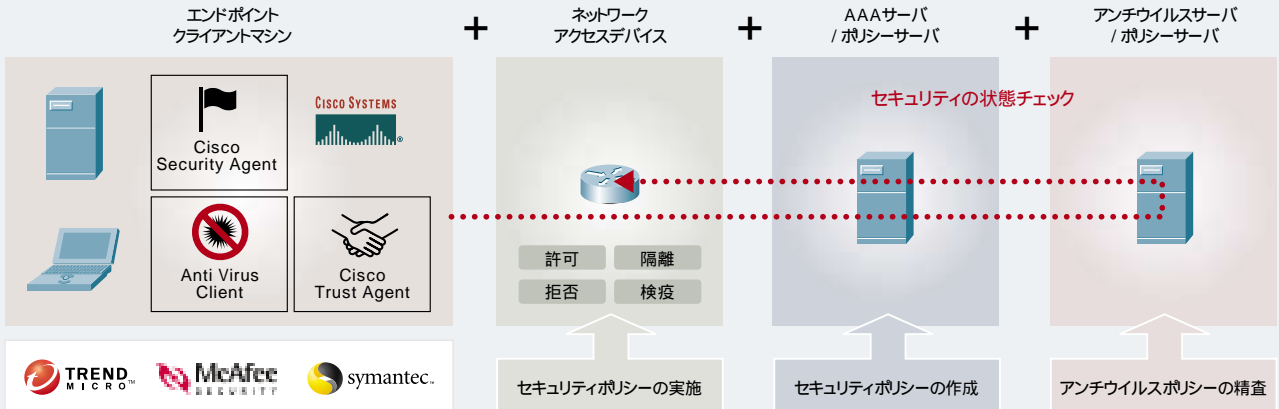 エンドポイント
クライアントマシン
+
ネットワーク
アクセスデバイス
+
AAAサーバ
/ ポリシーサーバ
+
アンチウイルスサーバ
/ ポリシーサーバ
Cisco
Security Agent
CISCO SYSTEMS
®
Anti Virus
Client
Cisco
Trust Agent
セキュリティの状態チェック
許可
隔離
拒否
検疫
TREND
MICRO™
McAfee
SECURITY
symantec™
セキュリティポリシーの実施
セキュリティポリシーの作成
アンチウイルスポリシーの精査